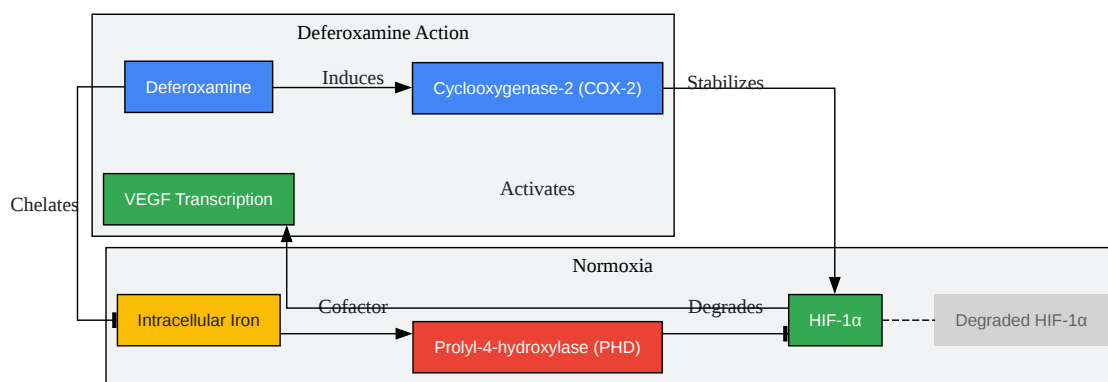 Deferoxamine Action
Deferoxamine
Induces
Cyclooxygenase-2 (COX-2)
Stabilizes
VEGF Transcription
Activates
Chelates
Normoxia
Intracellular Iron
Cofactor
Prolyl-4-hydroxylase (PHD)
Degrades
HIF-1α
Degraded HIF-1α